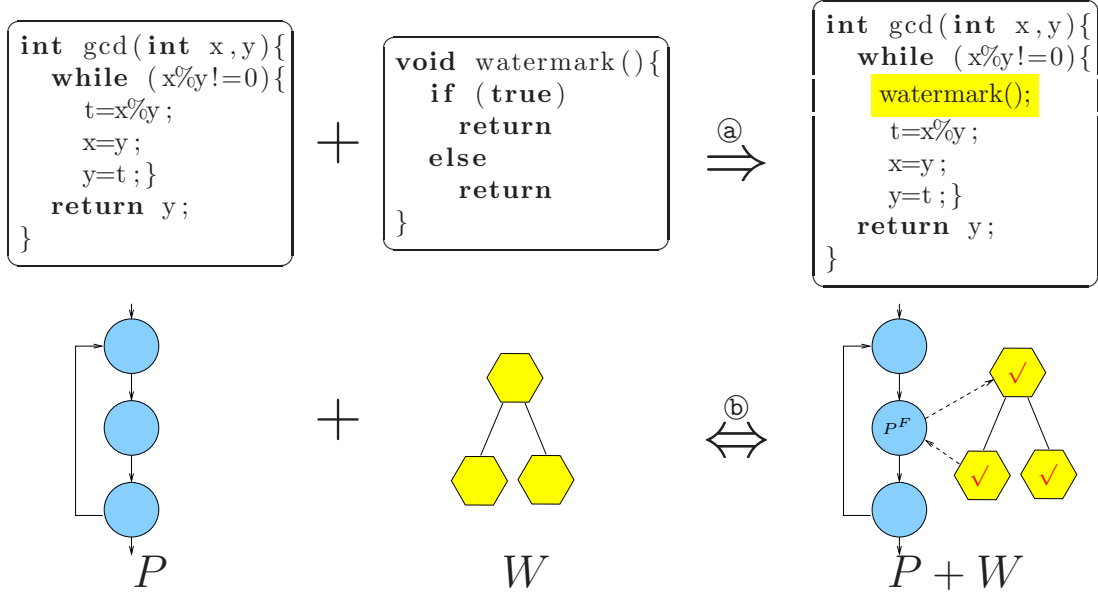 int gcd(int x,y){
while (x%y!=0){
t=x%y;
x=y;
y=t;}
return y;
}
+
void watermark(){
if (true)
return
else
return
}
ⓐ
⇒
int gcd(int x,y){
while (x%y!=0){
watermark();
t=x%y;
x=y;
y=t;}
return y;
}
+
ⓑ
⇔
√
P^F
√ √
P
W
P + W